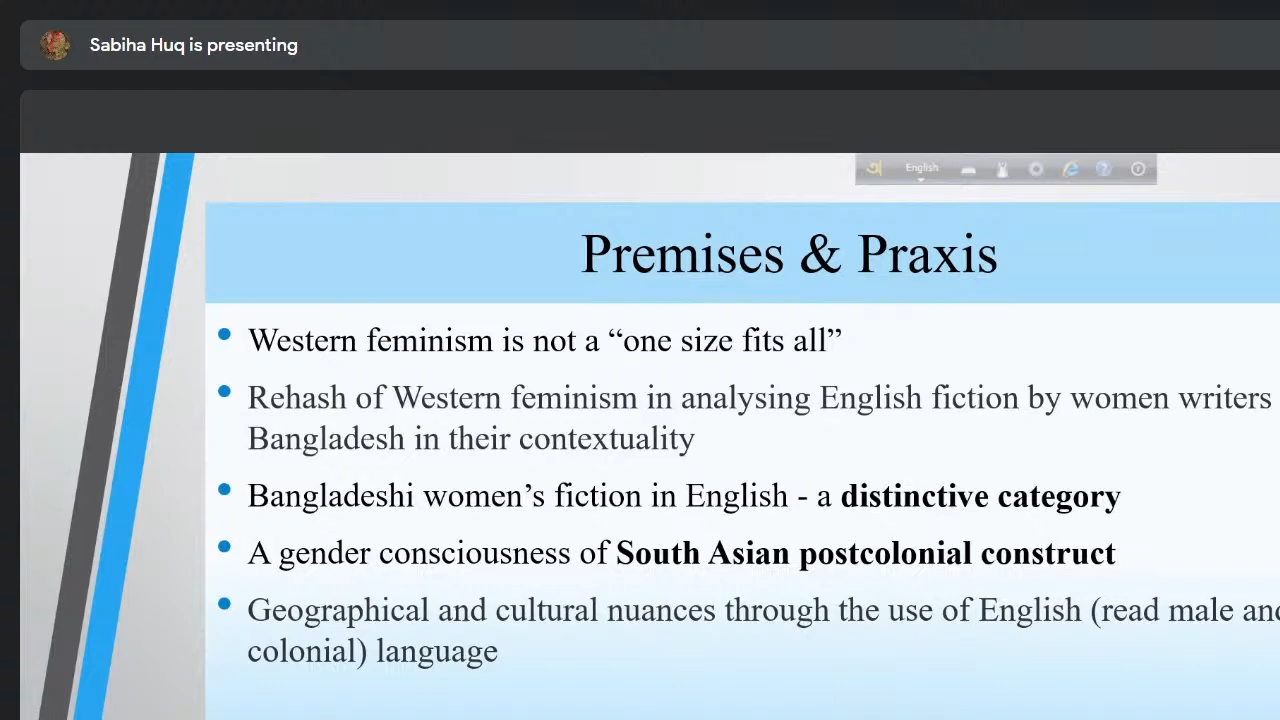 Sabiha Huq is presenting
অ English
Premises & Praxis
• Western feminism is not a “one size fits all”
• Rehash of Western feminism in analysing English fiction by women writers
Bangladesh in their contextuality
• Bangladeshi women’s fiction in English - a distinctive category
• A gender consciousness of South Asian postcolonial construct
• Geographical and cultural nuances through the use of English (read male and
colonial) language